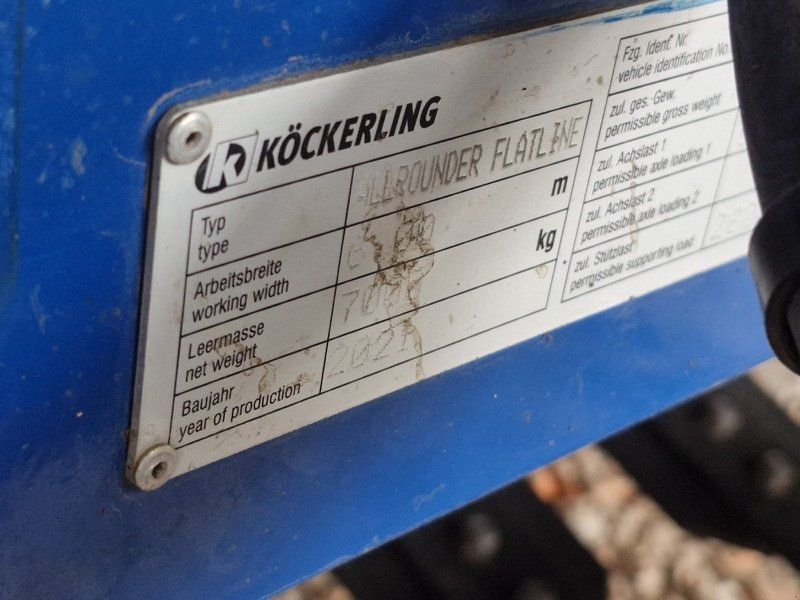 KÖCKERLING
Typ
type
ALLROUNDER FLATLINE
Arbeitsbreite
working width
m
Leermasse
net weight
kg
Baujahr
year of production
2021
Fzg. Ident. Nr.
vehicle identification No.
zul. ges.-Gew.
permissible gross weight
zul. Achslast 1
permissible axle loading 1
zul. Achslast 2
permissible axle loading 2
zul. Stützlast
permissible supporting load